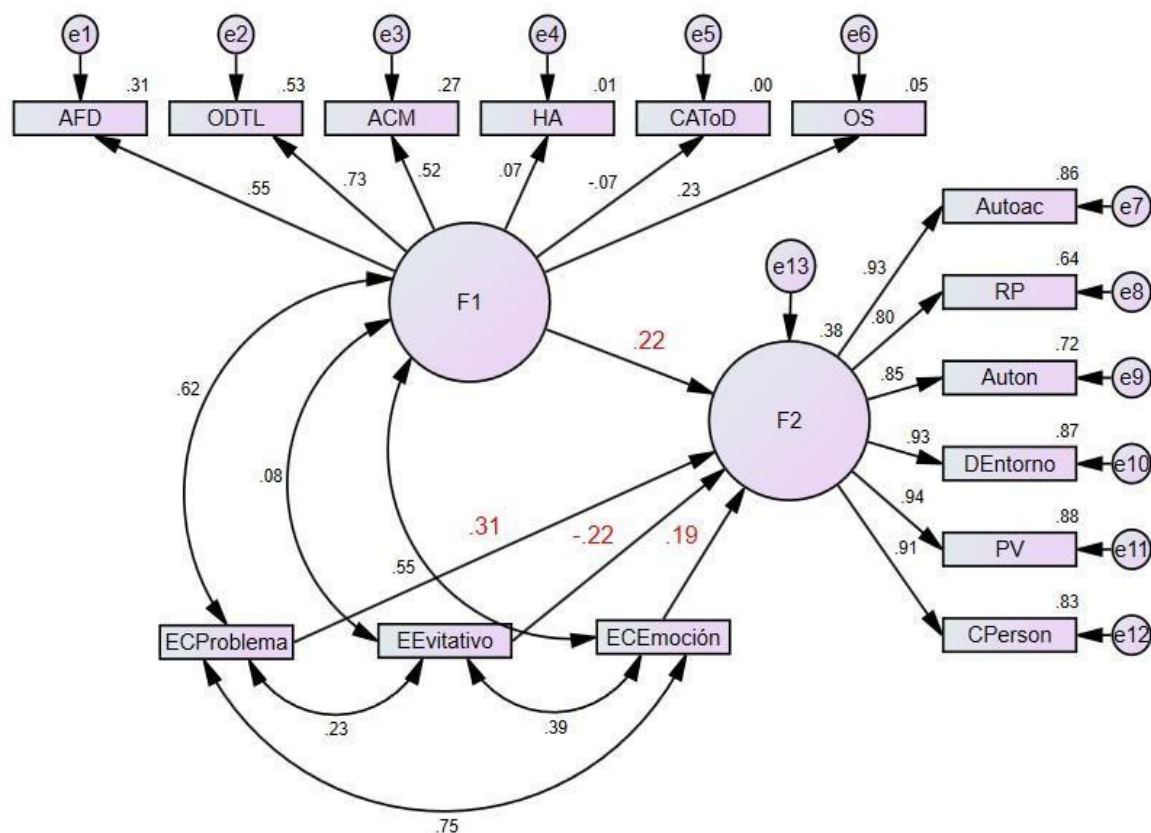 e1 e2 e3 e4 e5 e6
.31 .53 .27 .01 .00 .05
AFD ODTL ACM HA CAToD OS
.55 .73 .52 .07 -.07 .23
.86
Autoac e7
F1
e13
.93
.64
RP e8
.22
.38 .80
.72
.62
.85 Auton e9
F2
.93
.87
DEntorno e10
.08
.94
.88
.31 -.22 .19
PV e11
.55
.91
.83
ECProblema EEvitativo ECEmoción
CPerson e12
.23 .39
.75